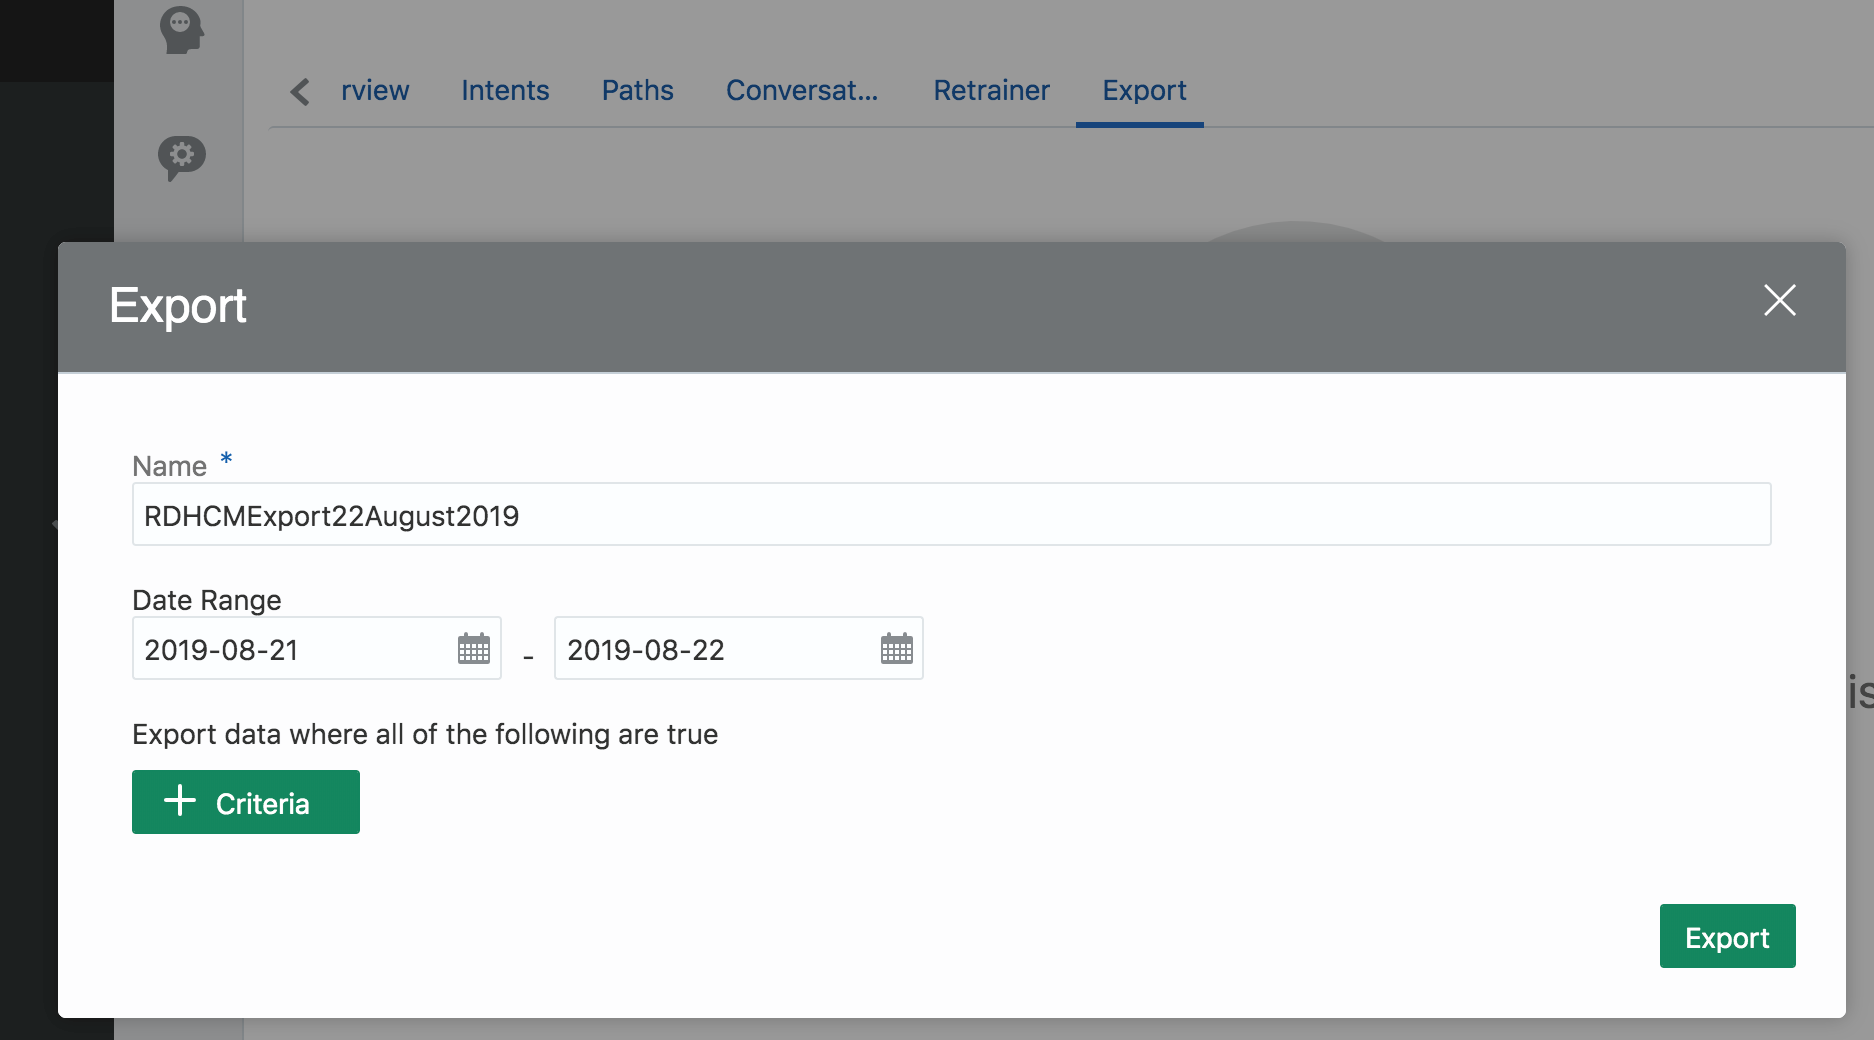 rview Intents Paths Conversat... Retrainer Export
Export
Name *
RDHCMExport22August2019
Date Range
2019-08-21 - 2019-08-22
is
Export data where all of the following are true
+ Criteria
Export